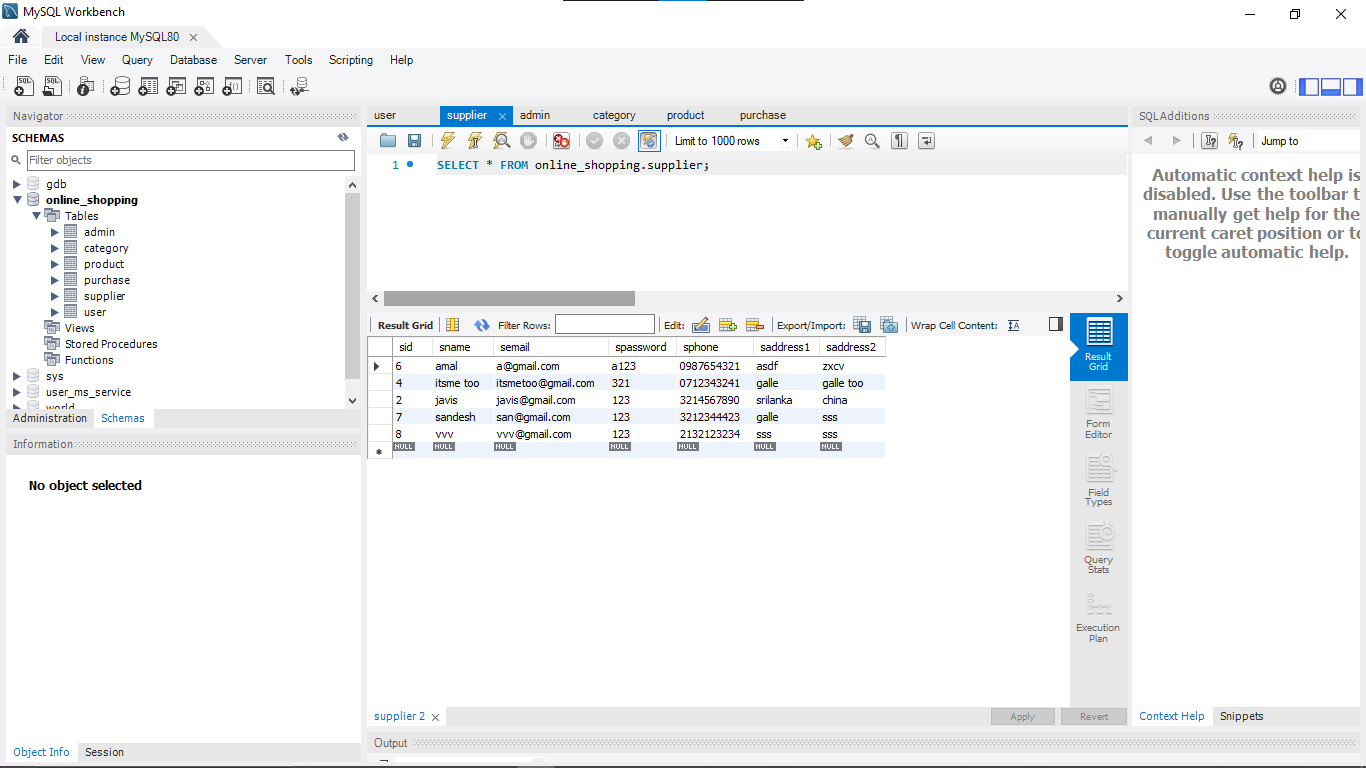 MySQL Workbench
Local instance MySQL80
File Edit View Query Database Server Tools Scripting Help
Navigator
SCHEMAS
Filter objects
gdb
online_shopping
Tables
admin
category
product
purchase
supplier
user
Views
Stored Procedures
Functions
sys
user_ms_service
world
Administration Schemas
Information
No object selected
Object Info Session
user supplier admin category product purchase
Limit to 1000 rows
1 SELECT * FROM online_shopping.supplier;
Result Grid Filter Rows: Edit: Export/Import: Wrap Cell Content:
sid sname semail spassword sphone saddress1 saddress2
6 amal a@gmail.com a123 0987654321 asdf zxcv
4 itsme too itsmetoo@gmail.com 321 0712343241 galle galle too
2 javis javis@gmail.com 123 3214567890 srilanka china
7 sandesh san@gmail.com 123 3212344423 galle sss
8 vvv vvv@gmail.com 123 2132123234 sss sss
NULL NULL NULL NULL NULL NULL NULL
Result
Grid
Form
Editor
Field
Types
Query
Stats
Execution
Plan
supplier 2 Apply Revert
Output
SQLAdditions
Jump to
Automatic context help is
disabled. Use the toolbar t
manually get help for the
current caret position or to
toggle automatic help.
Context Help Snippets